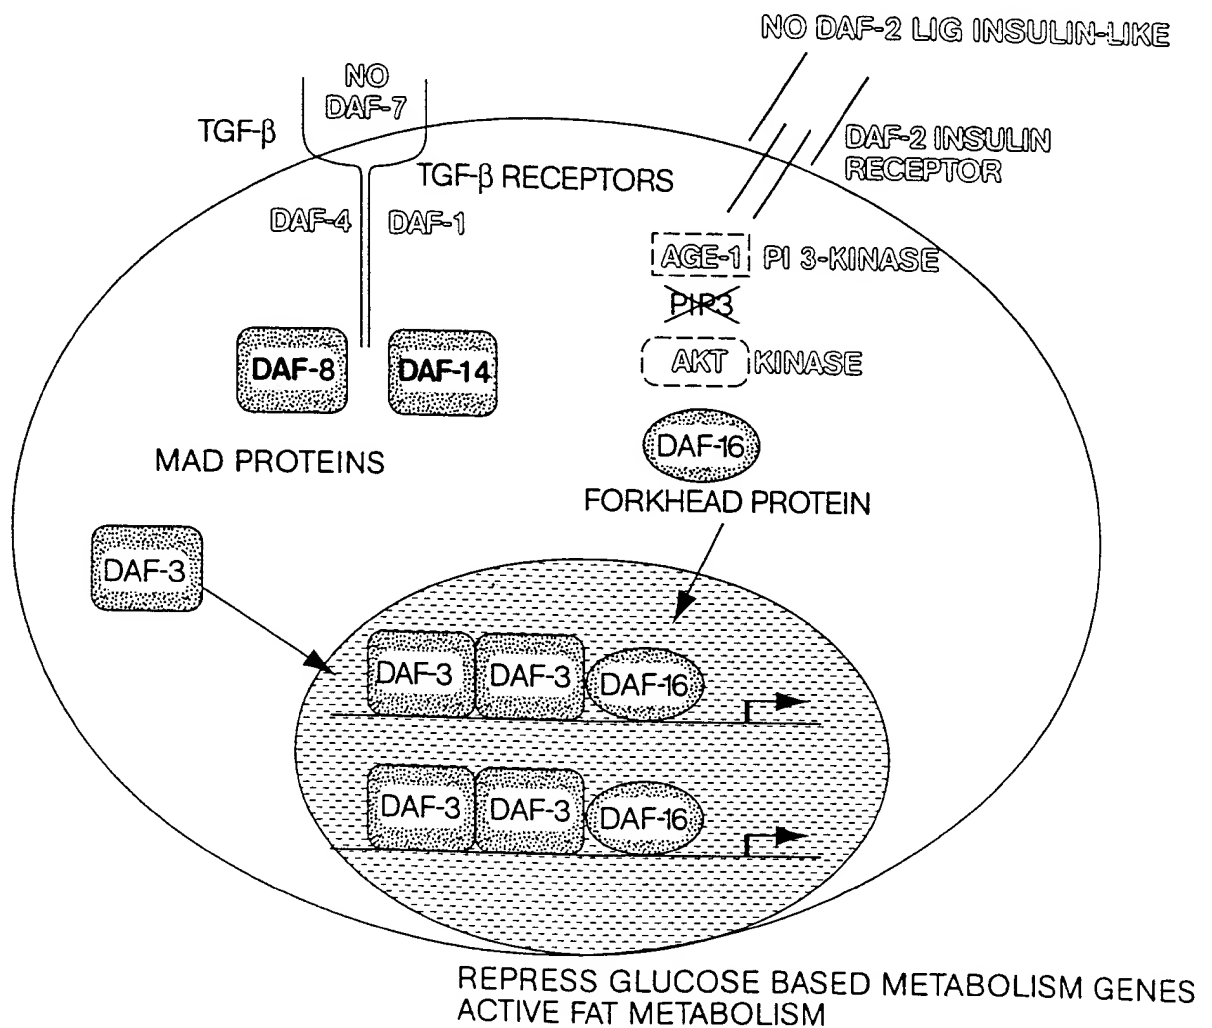 NO DAF-2 LIG INSULIN-LIKE
NO
DAF-7
TGF-β
DAF-2 INSULIN
RECEPTOR
TGF-β RECEPTORS
DAF-4
DAF-1
AGE-1
PI 3-KINASE
PIP3
AKT
KINASE
DAF-8
DAF-14
DAF-16
MAD PROTEINS
FORKHEAD PROTEIN
DAF-3
DAF-3
DAF-3
DAF-16
DAF-3
DAF-3
DAF-16
REPRESS GLUCOSE BASED METABOLISM GENES
ACTIVE FAT METABOLISM